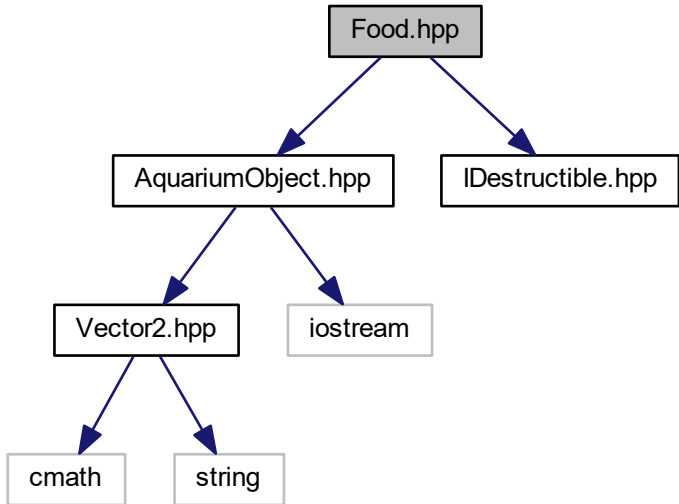 Food.hpp
AquariumObject.hpp
IDestructible.hpp
Vector2.hpp
iostream
cmath
string